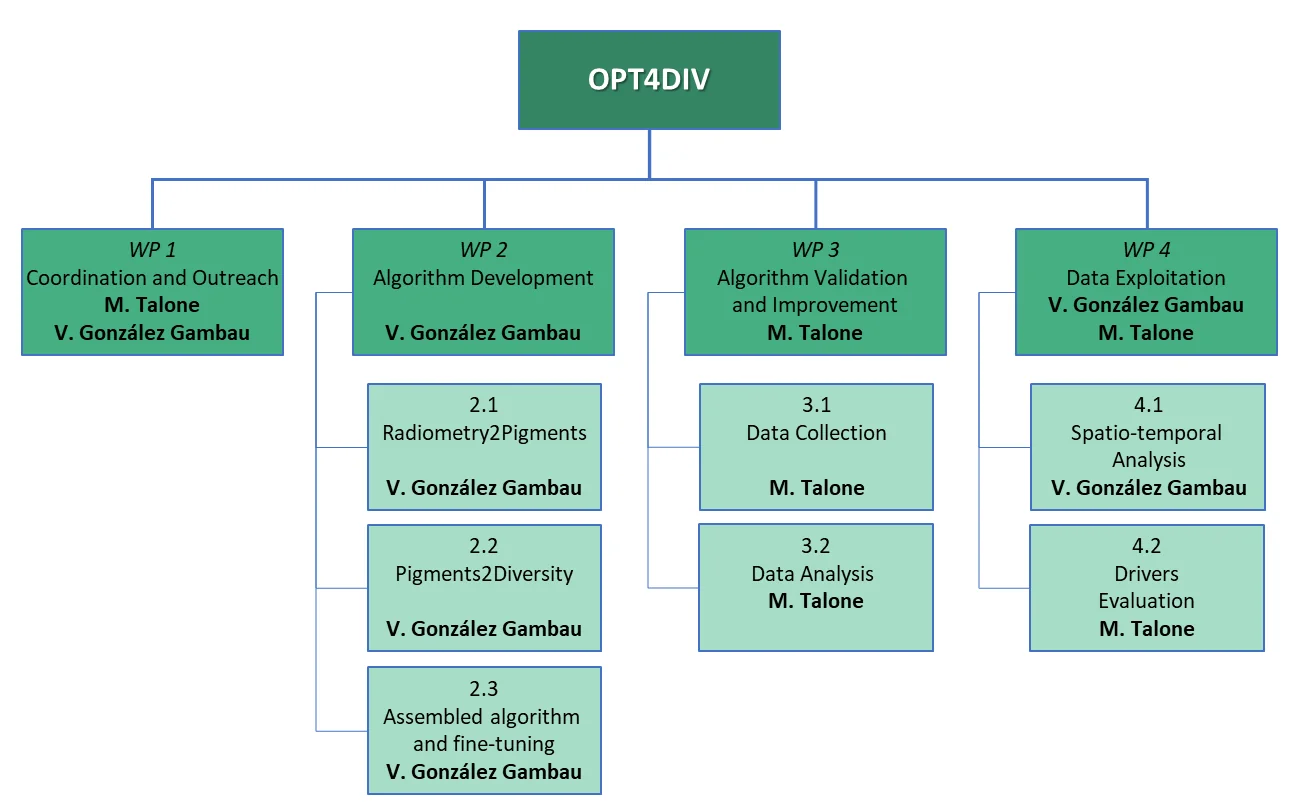 OPT4DIV
WP 1
Coordination and Outreach
M. Talone
V. González Gambau
WP 2
Algorithm Development
V. González Gambau
2.1
Radiometry2Pigments
V. González Gambau
2.2
Pigments2Diversity
V. González Gambau
2.3
Assembled algorithm
and fine-tuning
V. González Gambau
WP 3
Algorithm Validation
and Improvement
M. Talone
3.1
Data Collection
M. Talone
3.2
Data Analysis
M. Talone
WP 4
Data Exploitation
V. González Gambau
M. Talone
4.1
Spatio-temporal
Analysis
V. González Gambau
4.2
Drivers
Evaluation
M. Talone